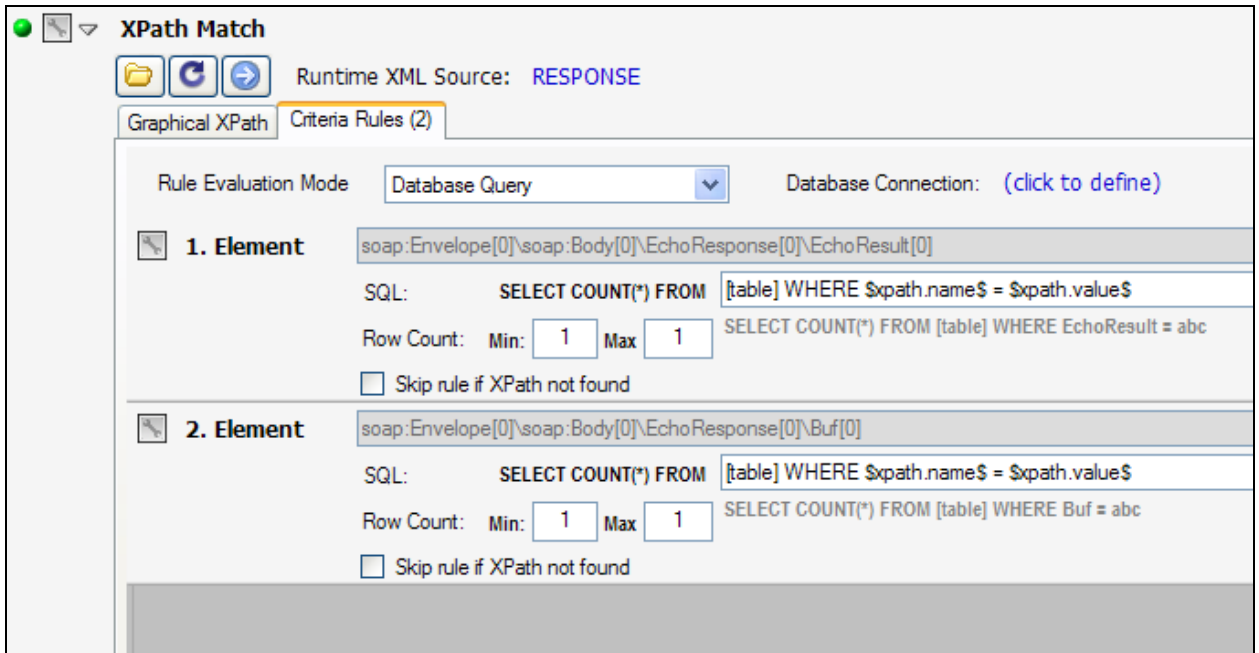 XPath Match
Runtime XML Source: RESPONSE
Graphical XPath Criteria Rules (2)
Rule Evaluation Mode Database Query Database Connection: (click to define)
1. Element soap:Envelope[0]\soap:Body[0]\EchoResponse[0]\EchoResult[0]
SQL: SELECT COUNT(*) FROM [table] WHERE $xpath.name$ = $xpath.value$
Row Count: Min: 1 Max 1 SELECT COUNT(*) FROM [table] WHERE EchoResult = abc
Skip rule if XPath not found
2. Element soap:Envelope[0]\soap:Body[0]\EchoResponse[0]\Buf[0]
SQL: SELECT COUNT(*) FROM [table] WHERE $xpath.name$ = $xpath.value$
Row Count: Min: 1 Max 1 SELECT COUNT(*) FROM [table] WHERE Buf = abc
Skip rule if XPath not found